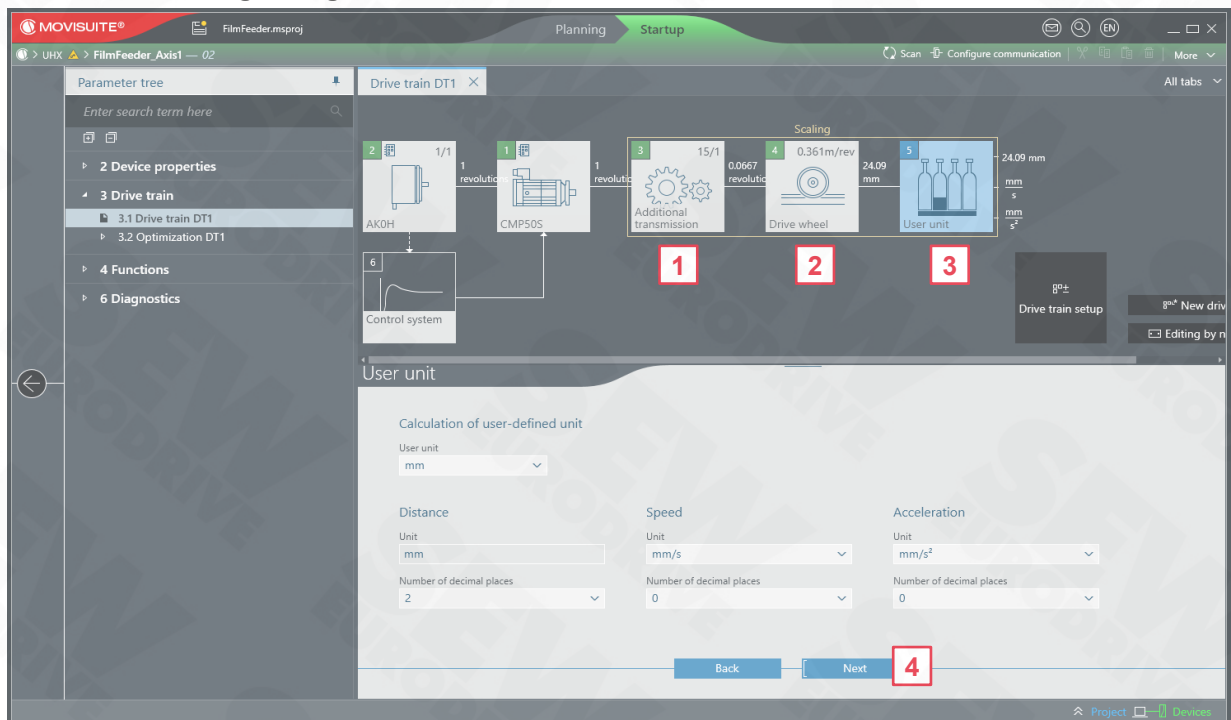 MOVISUITE®
FilmFeeder.msproj
Planning
Startup
EN
> UHX > FilmFeeder_Axis1 — 02
Scan
Configure communication
More
Parameter tree
Drive train DT1
All tabs
Enter search term here
2 Device properties
3 Drive train
3.1 Drive train DT1
3.2 Optimization DT1
4 Functions
6 Diagnostics
Scaling
2 1/1
1
3 15/1
4 0.361m/rev
5
1
revolutio
1
revolutio
0.0667
revolutio
24.09
mm
24.09 mm
mm
s
mm
s²
AK0H
CMP50S
Additional
transmission
Drive wheel
User unit
1
2
3
6
Control system
Drive train setup
New driv
Editing by n
User unit
Calculation of user-defined unit
User unit
mm
Distance
Speed
Acceleration
Unit
Unit
Unit
mm
mm/s
mm/s²
Number of decimal places
Number of decimal places
Number of decimal places
2
0
0
Back
Next
4
Project
Devices
SEW
EURODRIVE